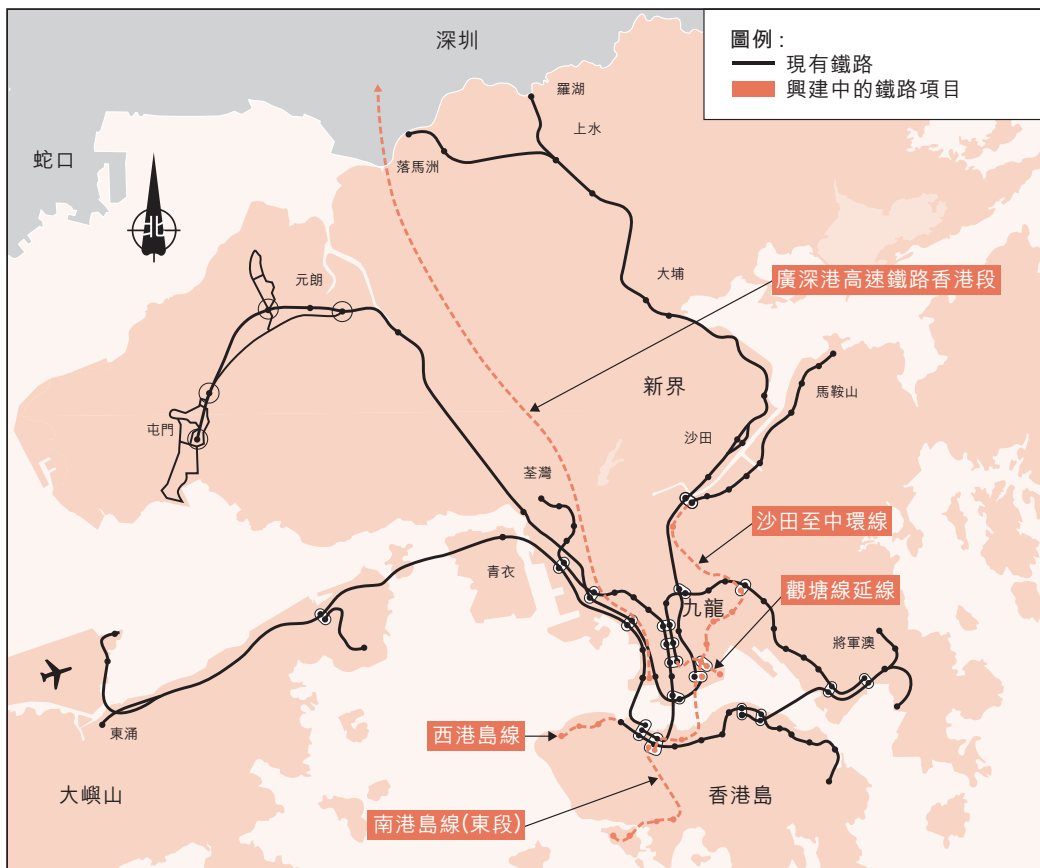 深圳
圖例 :
現有鐵路
興建中的鐵路項目
羅湖
上水
蛇口
落馬洲
北
元朗
大埔
廣深港高速鐵路香港段
新界
馬鞍山
屯門
沙田
荃灣
沙田至中環線
青衣
觀塘線延線
九龍
將軍澳
東涌
西港島線
大嶼山
香港島
南港島線(東段)